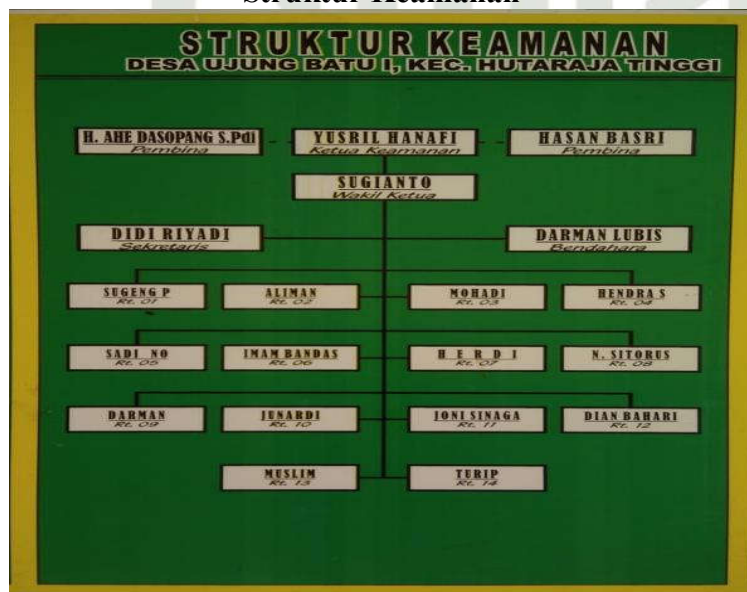 Struktur Keamanan
STRUKTUR KEAMANAN
DESA UJUNG BATU I, KEC. HUTARAJA TINGGI
H. AHE DASOPANG S.Pdi
Pembina
YUSRIL HANAFI
Ketua Keamanan
HASAN BASRI
Pembina
SUGIANTO
Wakil Ketua
DIDI RIYADI
Sekretaris
DARMAN LUBIS
Bendahara
SUGENG P
Rt. 01
ALIMAN
Rt. 02
MOHADI
Rt. 03
HENDRA S
Rt. 04
SADI NO
Rt. 05
IMAM BANDAS
Rt. 06
H E R D I
Rt. 07
N. SITORUS
Rt. 08
DARMAN
Rt. 09
JUNARDI
Rt. 10
JONI SINAGA
Rt. 11
DIAN BAHARI
Rt. 12
MUSLIM
Rt. 13
TURIP
Rt. 14